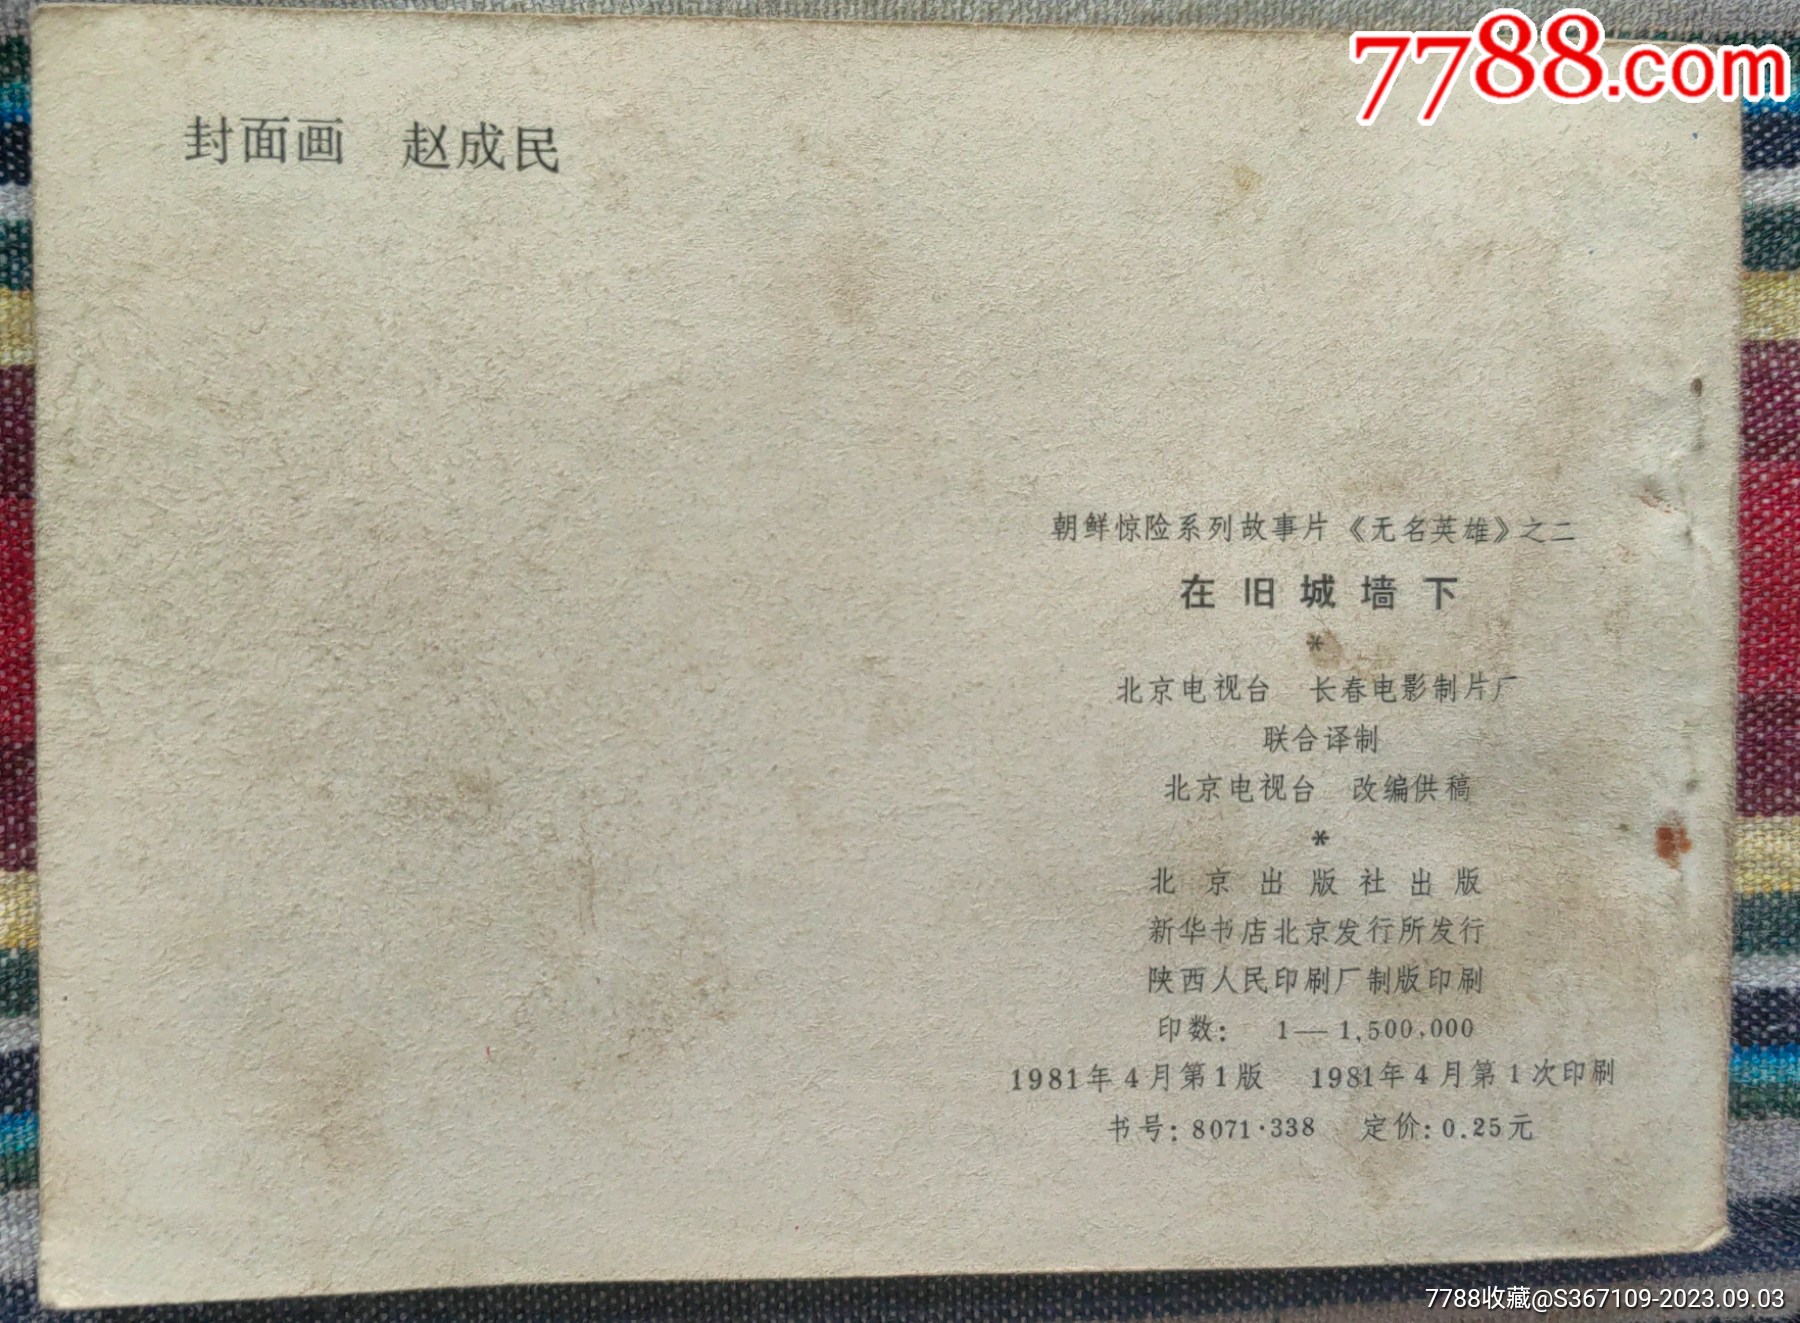 7788.com
封面画 赵成民
朝鲜惊险系列故事片《无名英雄》之二
在旧城墙下
*
北京电视台 长春电影制片厂
联合译制
北京电视台 改编供稿
*
北京出版社出版
新华书店北京发行所发行
陕西人民印刷厂制版印刷
印数： 1—1,500,000
1981年4月第1版 1981年4月第1次印刷
书号：8071·338 定价：0.25元
7788收藏@S367109-2023.09.03